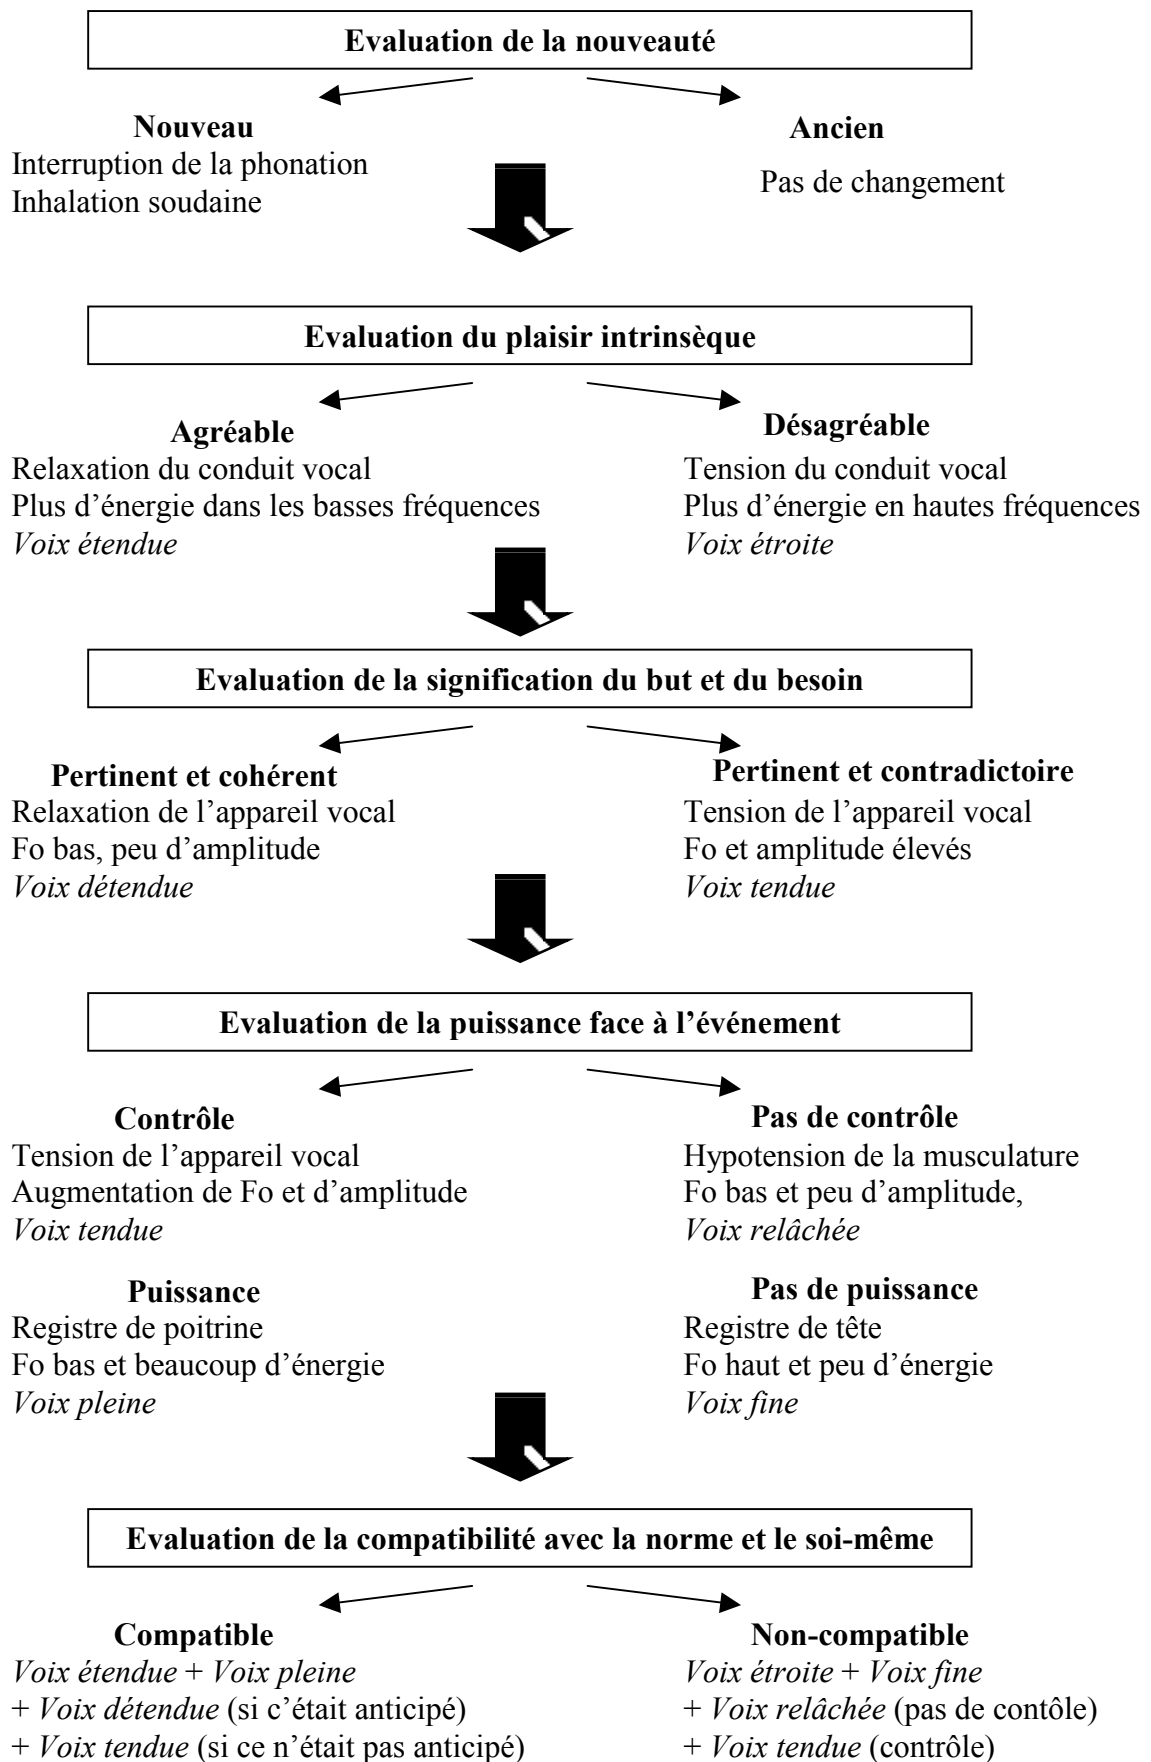 Evaluation de la nouveauté
Nouveau
Interruption de la phonation
Inhalation soudaine
Ancien
Pas de changement
Evaluation du plaisir intrinsèque
Agréable
Relaxation du conduit vocal
Plus d’énergie dans les basses fréquences
Voix étendue
Désagréable
Tension du conduit vocal
Plus d’énergie en hautes fréquences
Voix étroite
Evaluation de la signification du but et du besoin
Pertinent et cohérent
Relaxation de l’appareil vocal
Fo bas, peu d’amplitude
Voix détendue
Pertinent et contradictoire
Tension de l’appareil vocal
Fo et amplitude élevés
Voix tendue
Evaluation de la puissance face à l’événement
Contrôle
Tension de l’appareil vocal
Augmentation de Fo et d’amplitude
Voix tendue
Pas de contrôle
Hypotension de la musculature
Fo bas et peu d’amplitude,
Voix relâchée
Puissance
Registre de poitrine
Fo bas et beaucoup d’énergie
Voix pleine
Pas de puissance
Registre de tête
Fo haut et peu d’énergie
Voix fine
Evaluation de la compatibilité avec la norme et le soi-même
Compatible
Voix étendue + Voix pleine
+ Voix détendue (si c’était anticipé)
+ Voix tendue (si ce n’était pas anticipé)
Non-compatible
Voix étroite + Voix fine
+ Voix relâchée (pas de contôle)
+ Voix tendue (contrôle)